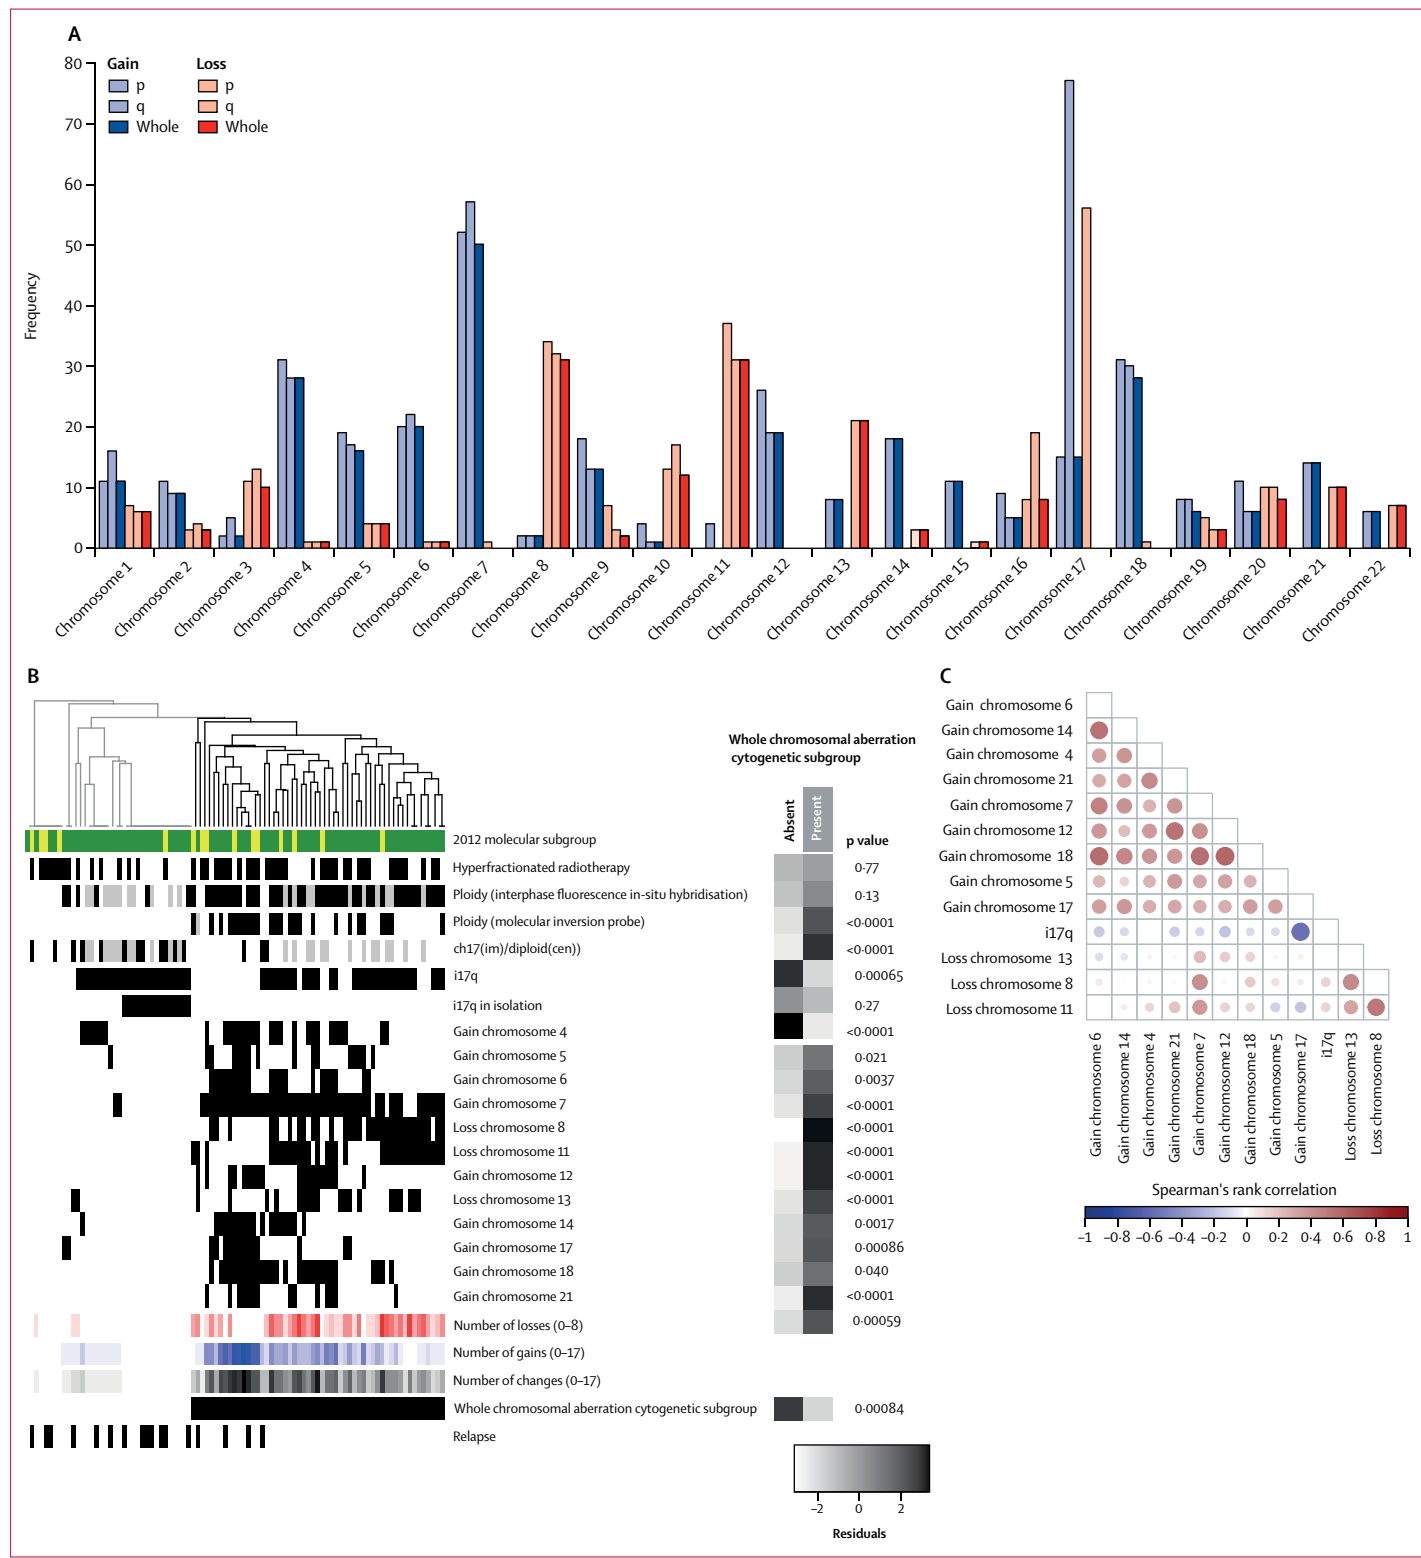 A
Gain Loss
p p
q q
Whole Whole
80
70
60
50
40
30
20
10
0
Frequency
Chromosome 1
Chromosome 2
Chromosome 3
Chromosome 4
Chromosome 5
Chromosome 6
Chromosome 7
Chromosome 8
Chromosome 9
Chromosome 10
Chromosome 11
Chromosome 12
Chromosome 13
Chromosome 14
Chromosome 15
Chromosome 16
Chromosome 17
Chromosome 18
Chromosome 19
Chromosome 20
Chromosome 21
Chromosome 22
B
Whole chromosomal aberration
cytogenetic subgroup
Absent
Present
p value
2012 molecular subgroup
Hyperfractionated radiotherapy
Ploidy (interphase fluorescence in-situ hybridisation)
Ploidy (molecular inversion probe)
ch17(im)/diploid(cen))
i17q
i17q in isolation
Gain chromosome 4
Gain chromosome 5
Gain chromosome 6
Gain chromosome 7
Loss chromosome 8
Loss chromosome 11
Gain chromosome 12
Loss chromosome 13
Gain chromosome 14
Gain chromosome 17
Gain chromosome 18
Gain chromosome 21
Number of losses (0–8)
Number of gains (0–17)
Number of changes (0–17)
Whole chromosomal aberration cytogenetic subgroup
Relapse
0·77
0·13
<0·0001
<0·0001
0·00065
0·27
<0·0001
0·021
0·0037
<0·0001
<0·0001
<0·0001
<0·0001
<0·0001
0·0017
0·00086
0·040
<0·0001
0·00059
0·00084
–2 0 2
Residuals
C
Gain chromosome 6
Gain chromosome 14
Gain chromosome 4
Gain chromosome 21
Gain chromosome 7
Gain chromosome 12
Gain chromosome 18
Gain chromosome 5
Gain chromosome 17
i17q
Loss chromosome 13
Loss chromosome 8
Loss chromosome 11
Gain chromosome 6
Gain chromosome 14
Gain chromosome 4
Gain chromosome 21
Gain chromosome 7
Gain chromosome 12
Gain chromosome 18
Gain chromosome 5
Gain chromosome 17
i17q
Loss chromosome 13
Loss chromosome 8
Spearman's rank correlation
–1 –0·8 –0·6 –0·4 –0·2 0 0·2 0·4 0·6 0·8 1